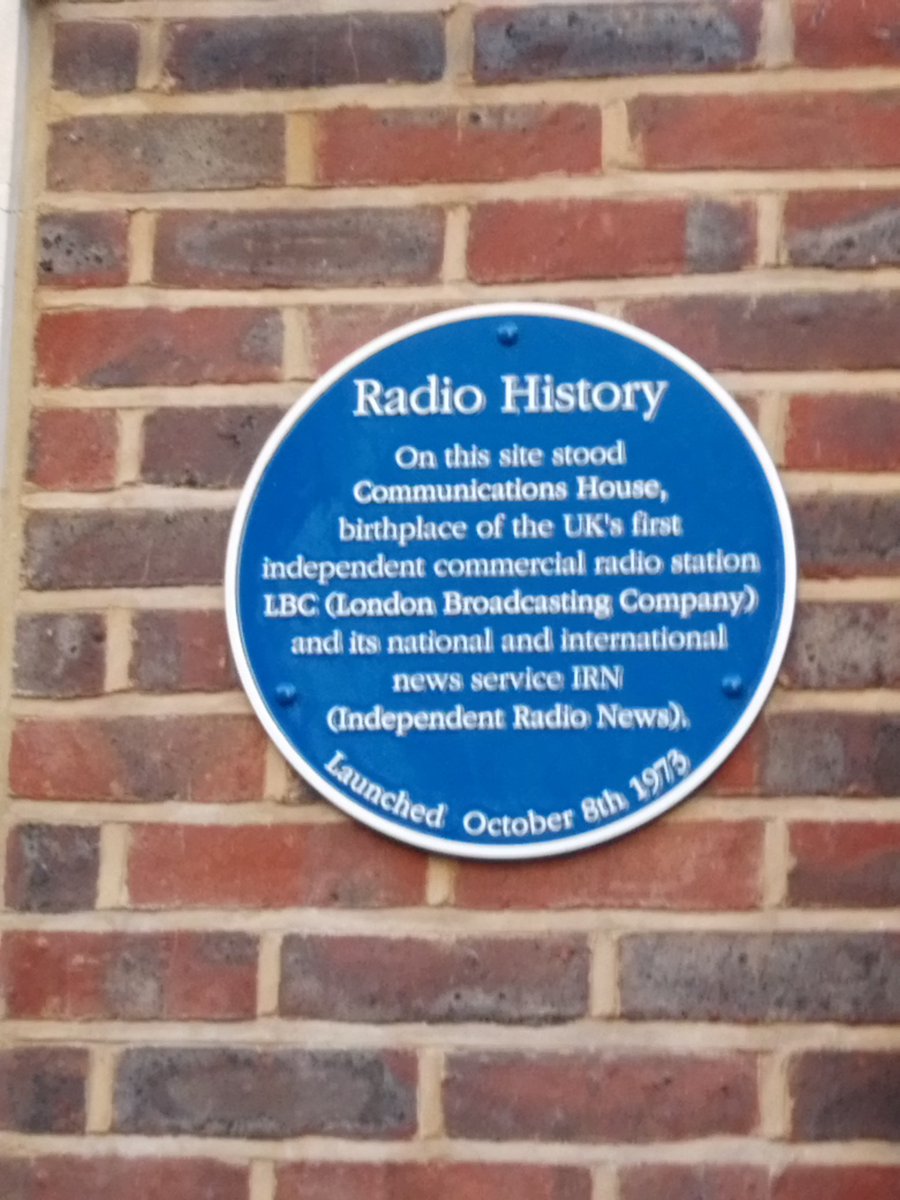 Radio History
On this site stood
Communications House,
birthplace of the UK's first
independent commercial radio station
LBC (London Broadcasting Company)
and its national and international
news service IRN
(Independent Radio News).
Launched October 8th 1973